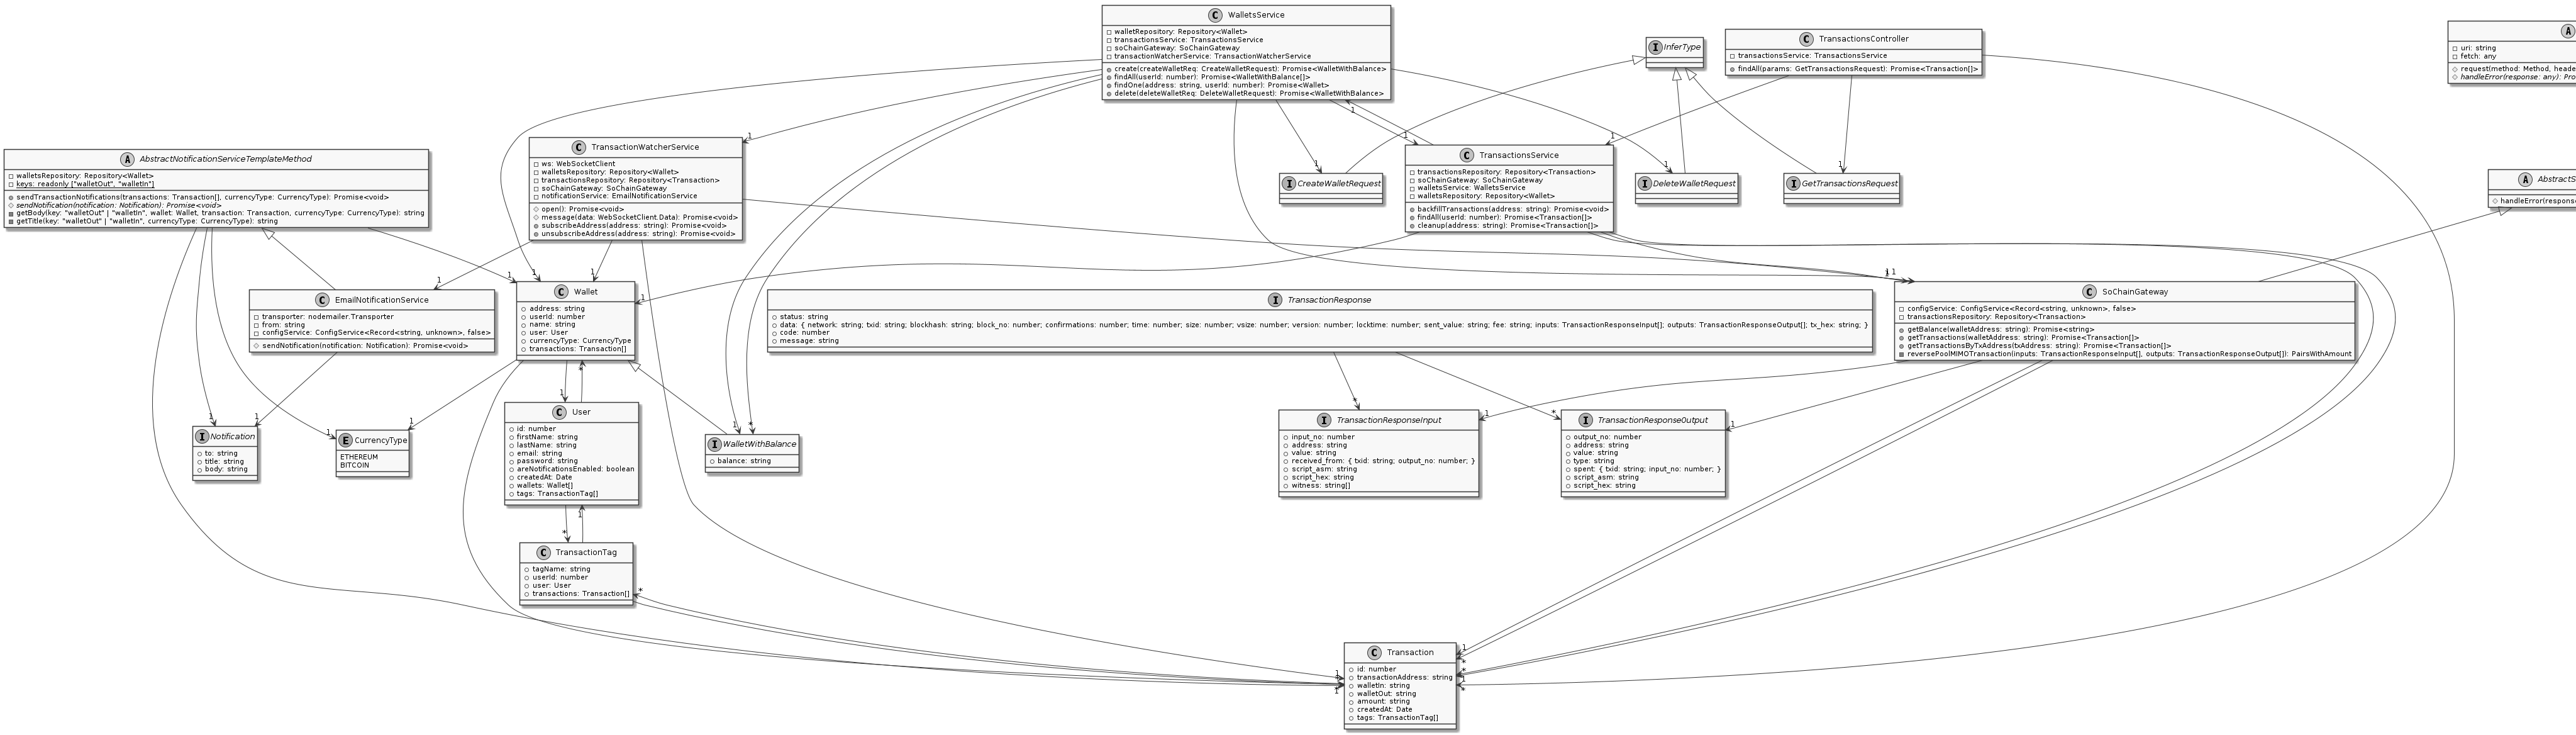 C WalletsService
walletRepository: Repository<Wallet>
transactionsService: TransactionsService
soChainGateway: SoChainGateway
transactionWatcherService: TransactionWatcherService
create(createWalletReq: CreateWalletRequest): Promise<WalletWithBalance>
findAll(userId: number): Promise<WalletWithBalance[]>
findOne(address: string, userId: number): Promise<Wallet>
delete(deleteWalletReq: DeleteWalletRequest): Promise<WalletWithBalance>
I InferType
C TransactionsController
transactionsService: TransactionsService
findAll(params: GetTransactionsRequest): Promise<Transaction[]>
A
uri: string
fetch: any
request(method: Method, heade
handleError(response: any): Pro
A AbstractNotificationServiceTemplateMethod
walletsRepository: Repository<Wallet>
keys: readonly ["walletOut", "walletIn"]
sendTransactionNotifications(transactions: Transaction[], currencyType: CurrencyType): Promise<void>
sendNotification(notification: Notification): Promise<void>
getBody(key: "walletOut" | "walletIn", wallet: Wallet, transaction: Transaction, currencyType: CurrencyType): string
getTitle(key: "walletOut" | "walletIn", currencyType: CurrencyType): string
C TransactionWatcherService
ws: WebSocketClient
walletsRepository: Repository<Wallet>
transactionsRepository: Repository<Transaction>
soChainGateway: SoChainGateway
notificationService: EmailNotificationService
open(): Promise<void>
message(data: WebSocketClient.Data): Promise<void>
subscribeAddress(address: string): Promise<void>
unsubscribeAddress(address: string): Promise<void>
I CreateWalletRequest
C TransactionsService
transactionsRepository: Repository<Transaction>
soChainGateway: SoChainGateway
walletsService: WalletsService
walletsRepository: Repository<Wallet>
backfillTransactions(address: string): Promise<void>
findAll(userId: number): Promise<Transaction[]>
cleanup(address: string): Promise<Transaction[]>
I DeleteWalletRequest
I GetTransactionsRequest
A AbstractS
handleError(respons
C EmailNotificationService
transporter: nodemailer.Transporter
from: string
configService: ConfigService<Record<string, unknown>, false>
sendNotification(notification: Notification): Promise<void>
C Wallet
address: string
userId: number
name: string
user: User
currencyType: CurrencyType
transactions: Transaction[]
I TransactionResponse
status: string
data: { network: string; txid: string; blockhash: string; block_no: number; confirmations: number; time: number; size: number; vsize: number; version: number; locktime: number; sent_value: string; fee: string; inputs: TransactionResponseInput[]; outputs: TransactionResponseOutput[]; tx_hex: string; }
code: number
message: string
C SoChainGateway
configService: ConfigService<Record<string, unknown>, false>
transactionsRepository: Repository<Transaction>
getBalance(walletAddress: string): Promise<string>
getTransactions(walletAddress: string): Promise<Transaction[]>
getTransactionsByTxAddress(txAddress: string): Promise<Transaction[]>
reversePoolMIMOTransaction(inputs: TransactionResponseInput[], outputs: TransactionResponseOutput[]): PairsWithAmount
I Notification
to: string
title: string
body: string
E CurrencyType
ETHEREUM
BITCOIN
C User
id: number
firstName: string
lastName: string
email: string
password: string
areNotificationsEnabled: boolean
createdAt: Date
wallets: Wallet[]
tags: TransactionTag[]
I WalletWithBalance
balance: string
I TransactionResponseInput
input_no: number
address: string
value: string
received_from: { txid: string; output_no: number; }
script_asm: string
script_hex: string
witness: string[]
I TransactionResponseOutput
output_no: number
address: string
value: string
type: string
spent: { txid: string; input_no: number; }
script_asm: string
script_hex: string
C TransactionTag
tagName: string
userId: number
user: User
transactions: Transaction[]
C Transaction
id: number
transactionAddress: string
walletIn: string
walletOut: string
amount: string
createdAt: Date
tags: TransactionTag[]